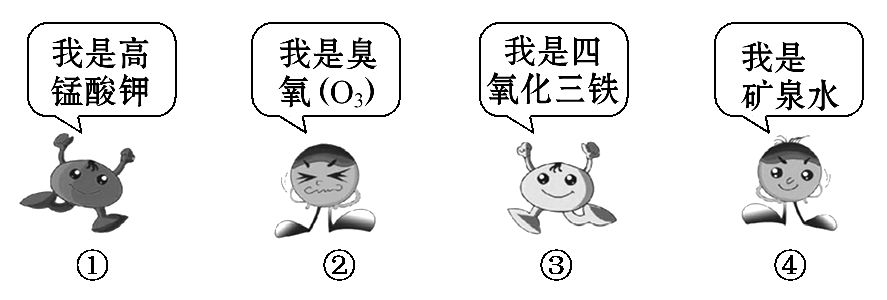 我是高
锰酸钾
我是臭
氧(O₃)
我是四
氧化三铁
我是
矿泉水
①
②
③
④